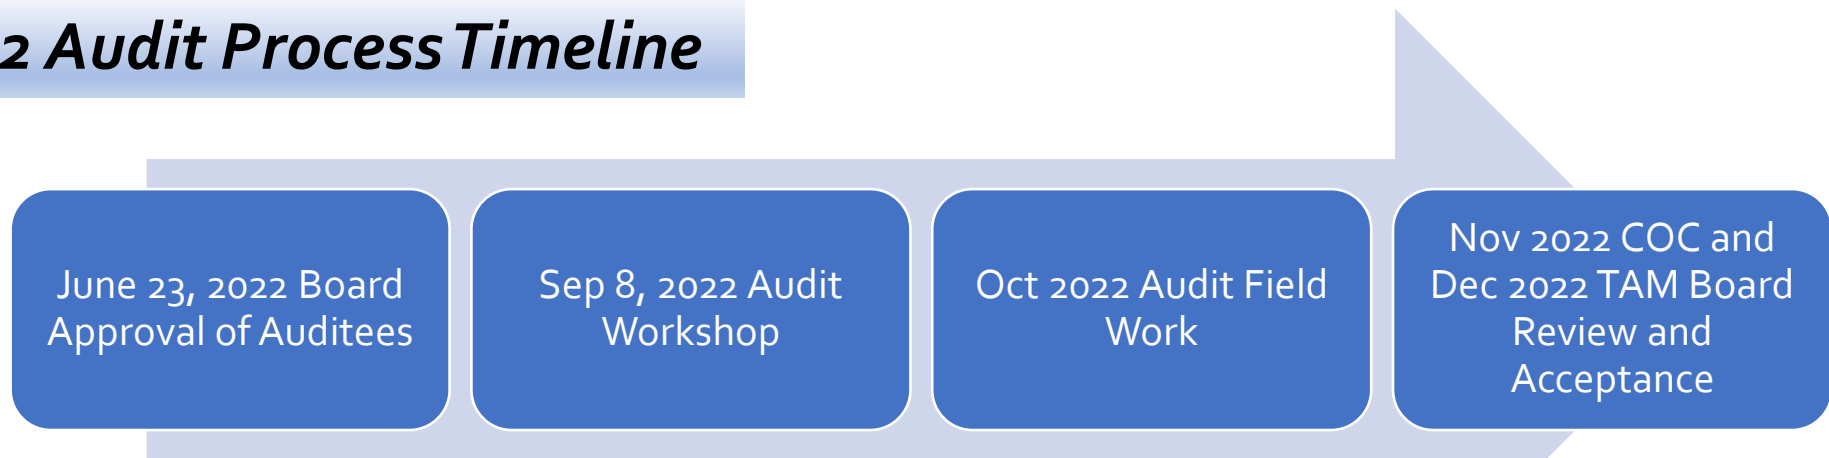 2 Audit Process Timeline
June 23, 2022 Board
Approval of Auditees
Sep 8, 2022 Audit
Workshop
Oct 2022 Audit Field
Work
Nov 2022 COC and
Dec 2022 TAM Board
Review and
Acceptance